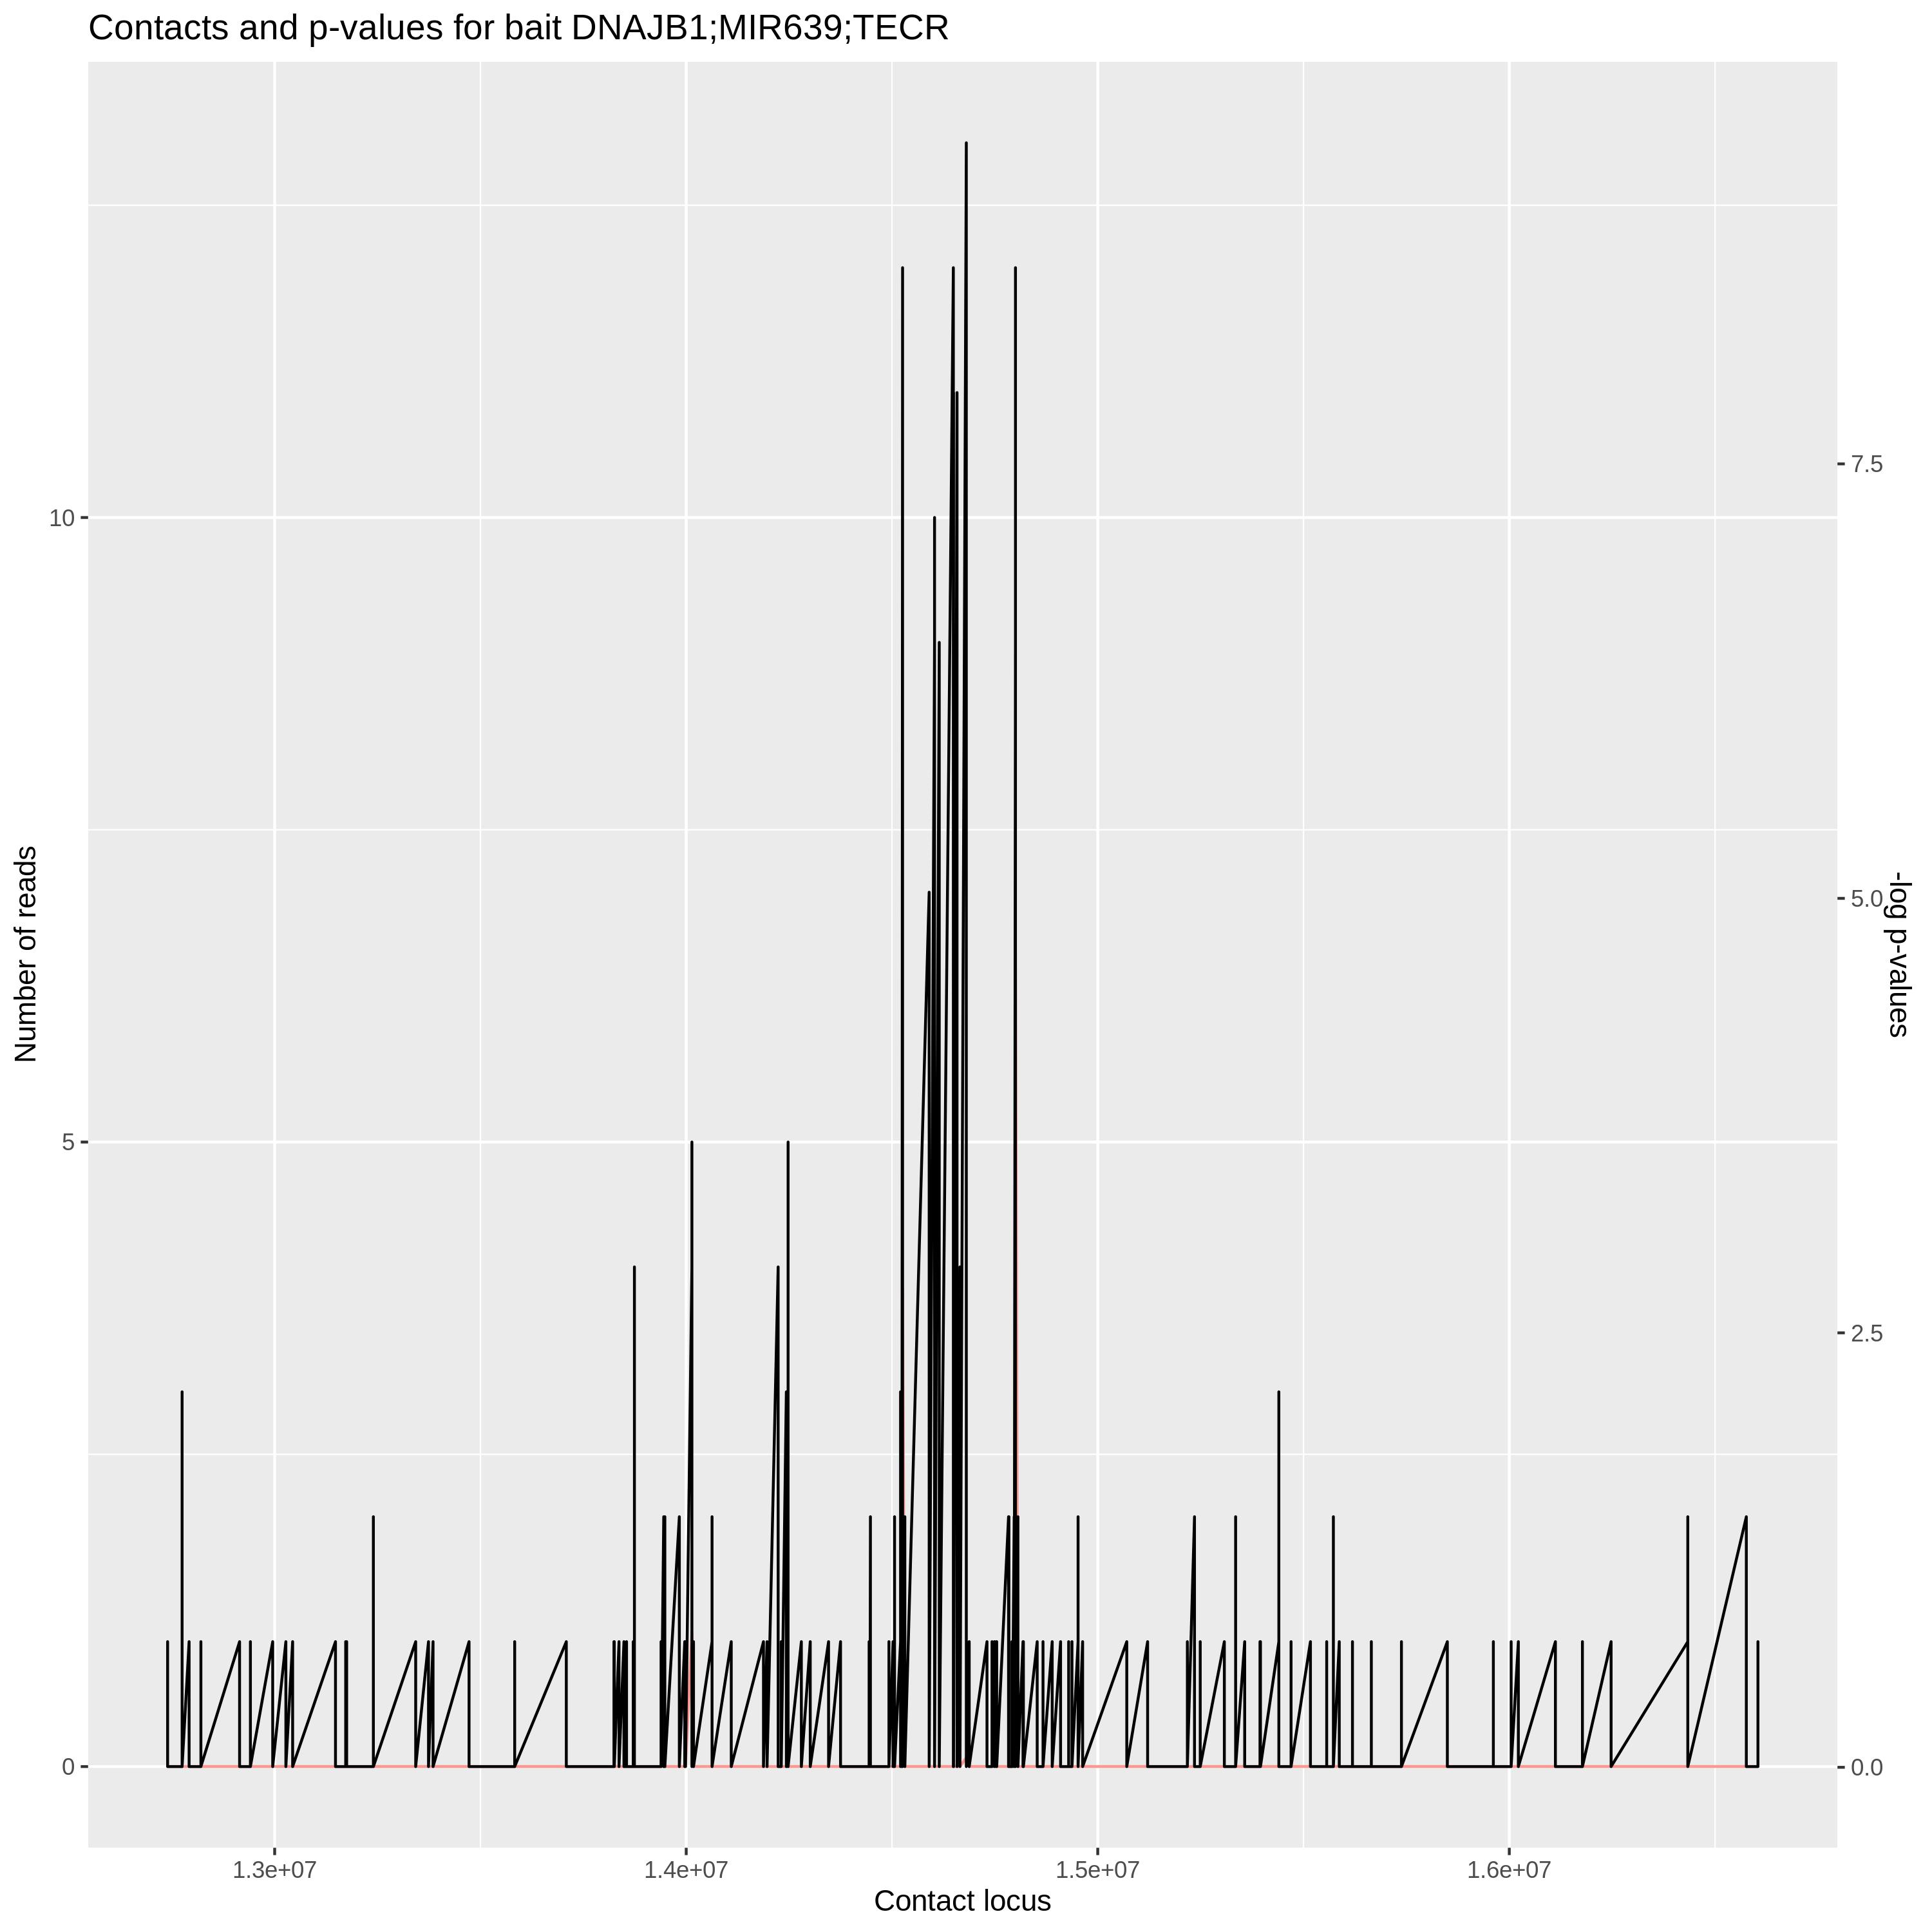 Contacts and p-values for bait DNAJB1;MIR639;TECR
10
5
0
Number of reads
7.5
5.0
2.5
0.0
-log p-values
1.3e+07
1.4e+07
1.5e+07
1.6e+07
Contact locus